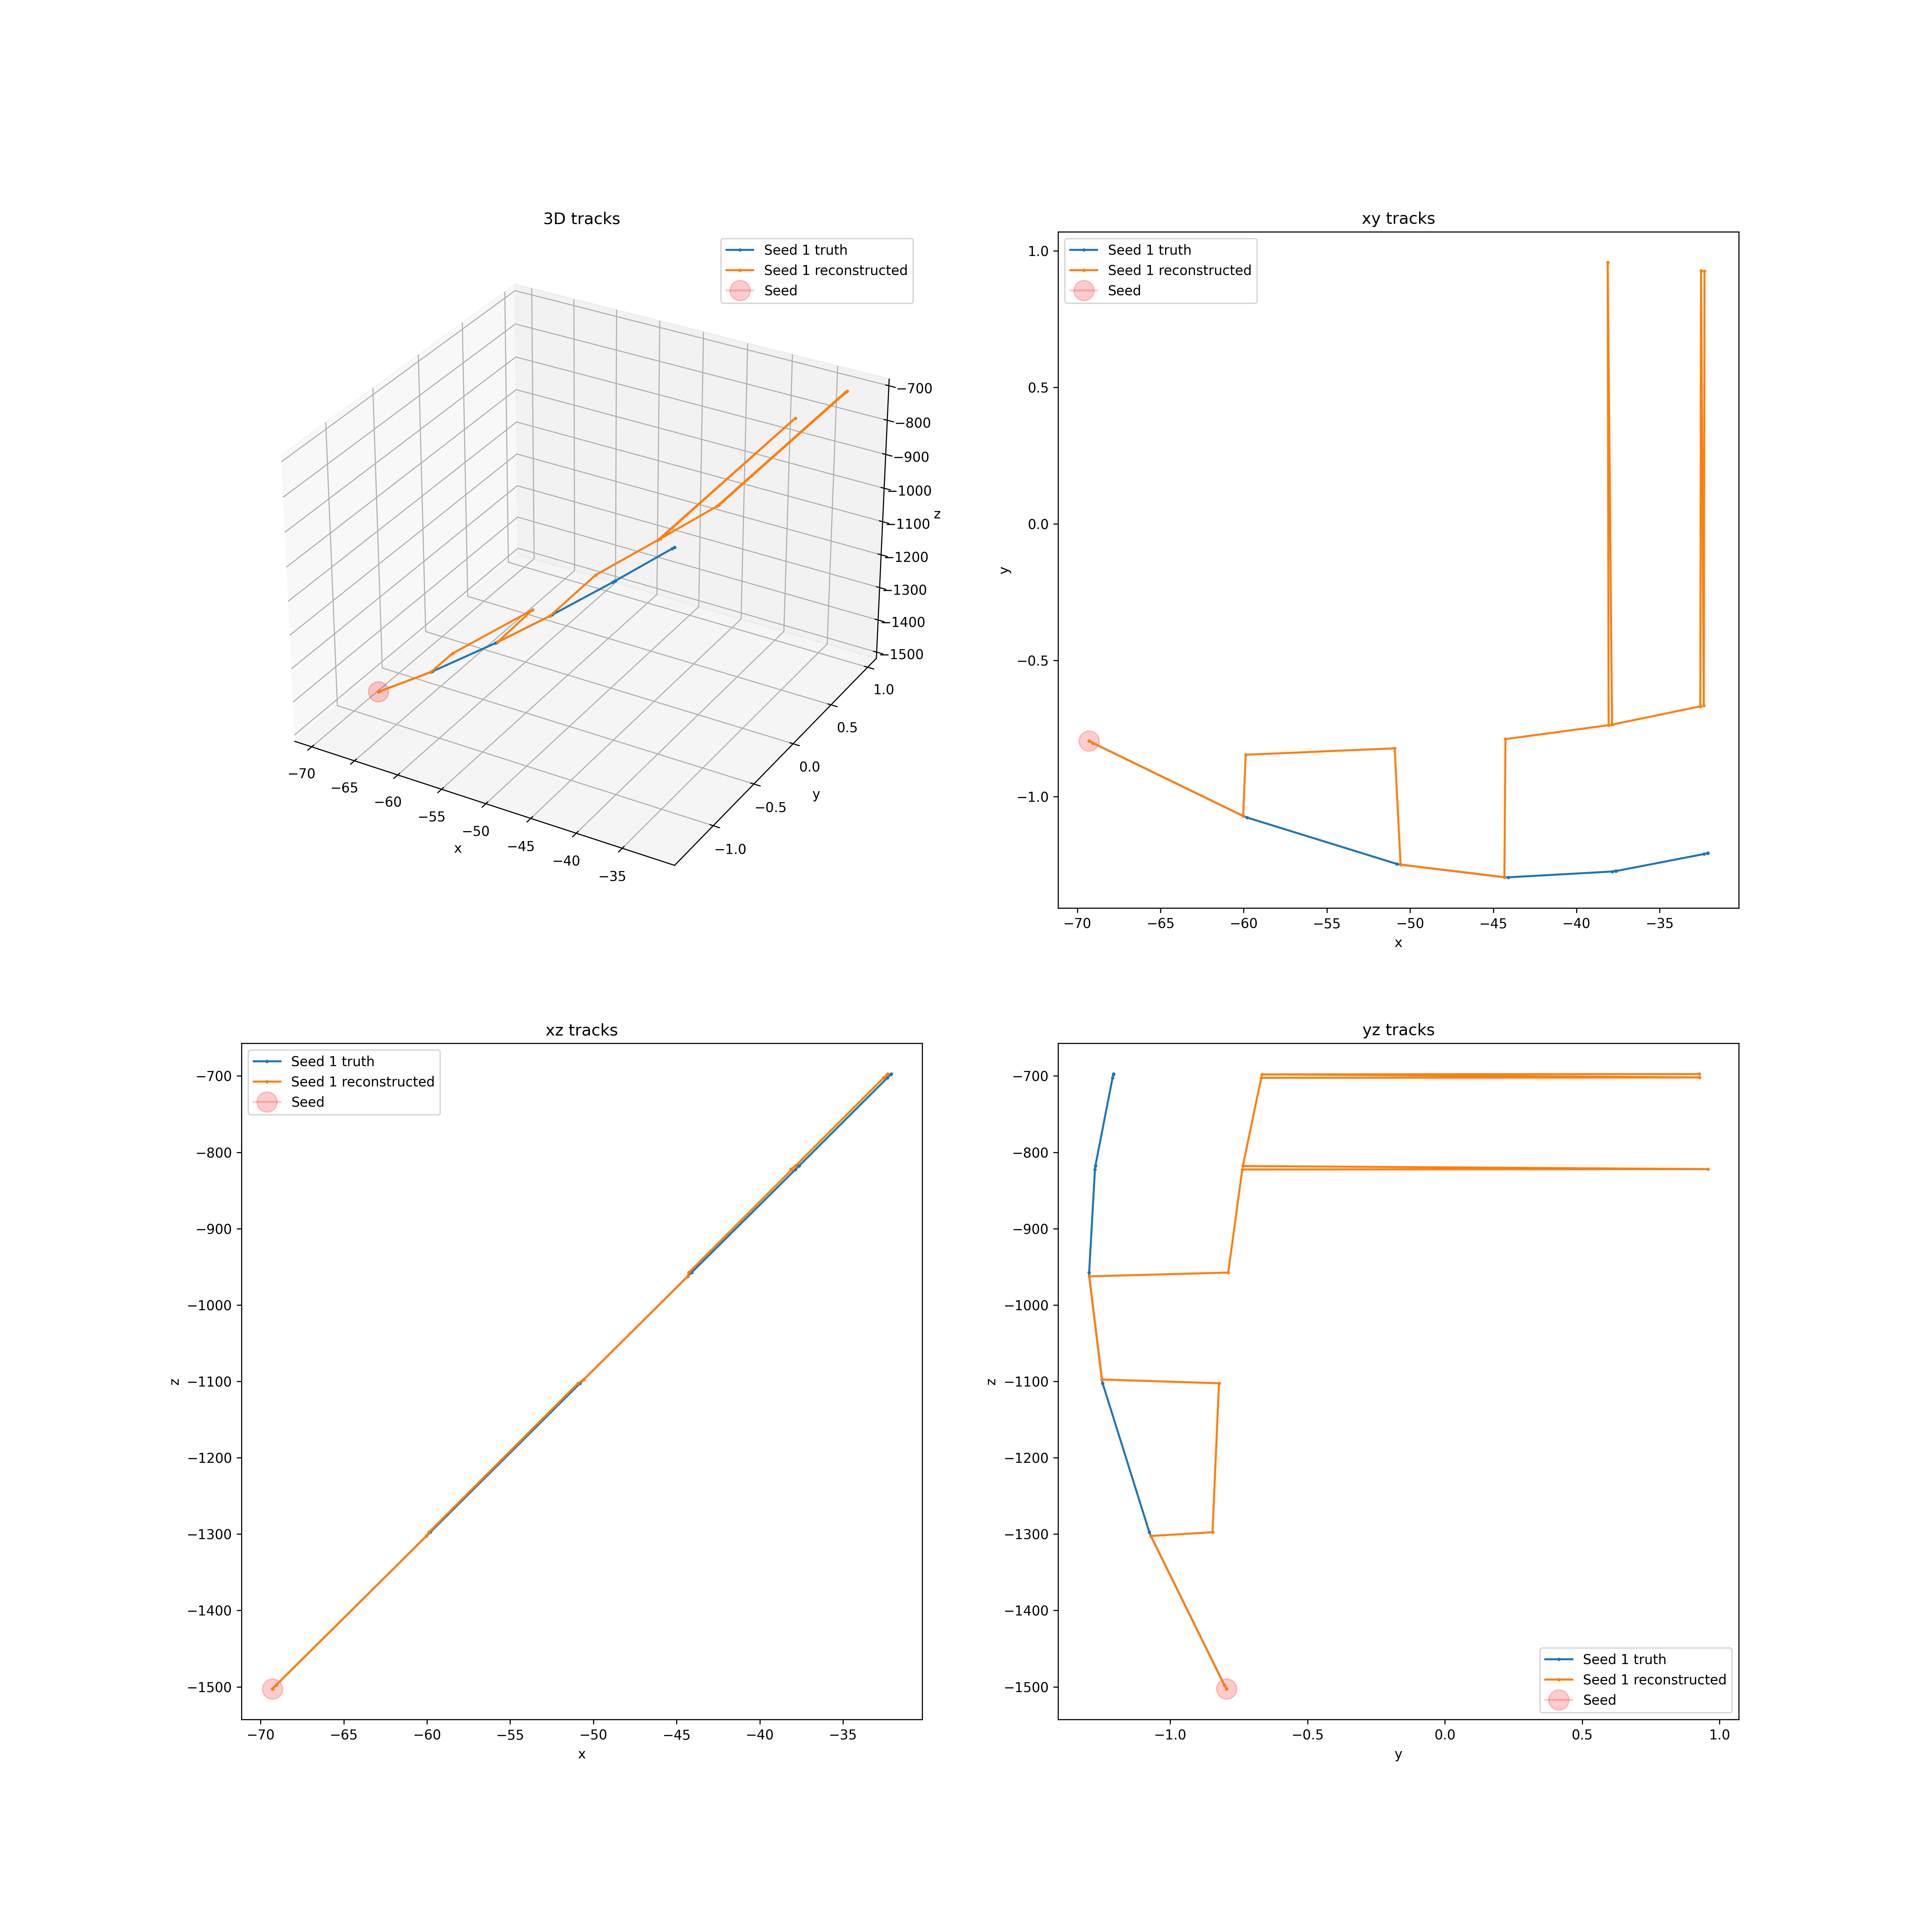 3D tracks
Seed 1 truth
Seed 1 reconstructed
Seed
−700
−800
−900
−1000
−1100
−1200
−1300
−1400
−1500
z
1.0
0.5
0.0
−0.5
−1.0
y
−70
−65
−60
−55
−50
−45
−40
−35
x
xy tracks
Seed 1 truth
Seed 1 reconstructed
Seed
1.0
0.5
0.0
−0.5
−1.0
y
−70 −65 −60 −55 −50 −45 −40 −35
x
xz tracks
Seed 1 truth
Seed 1 reconstructed
Seed
−700
−800
−900
−1000
−1100
−1200
−1300
−1400
−1500
z
−70 −65 −60 −55 −50 −45 −40 −35
x
yz tracks
−700
−800
−900
−1000
−1100
−1200
−1300
−1400
−1500
z
Seed 1 truth
Seed 1 reconstructed
Seed
−1.0 −0.5 0.0 0.5 1.0
y